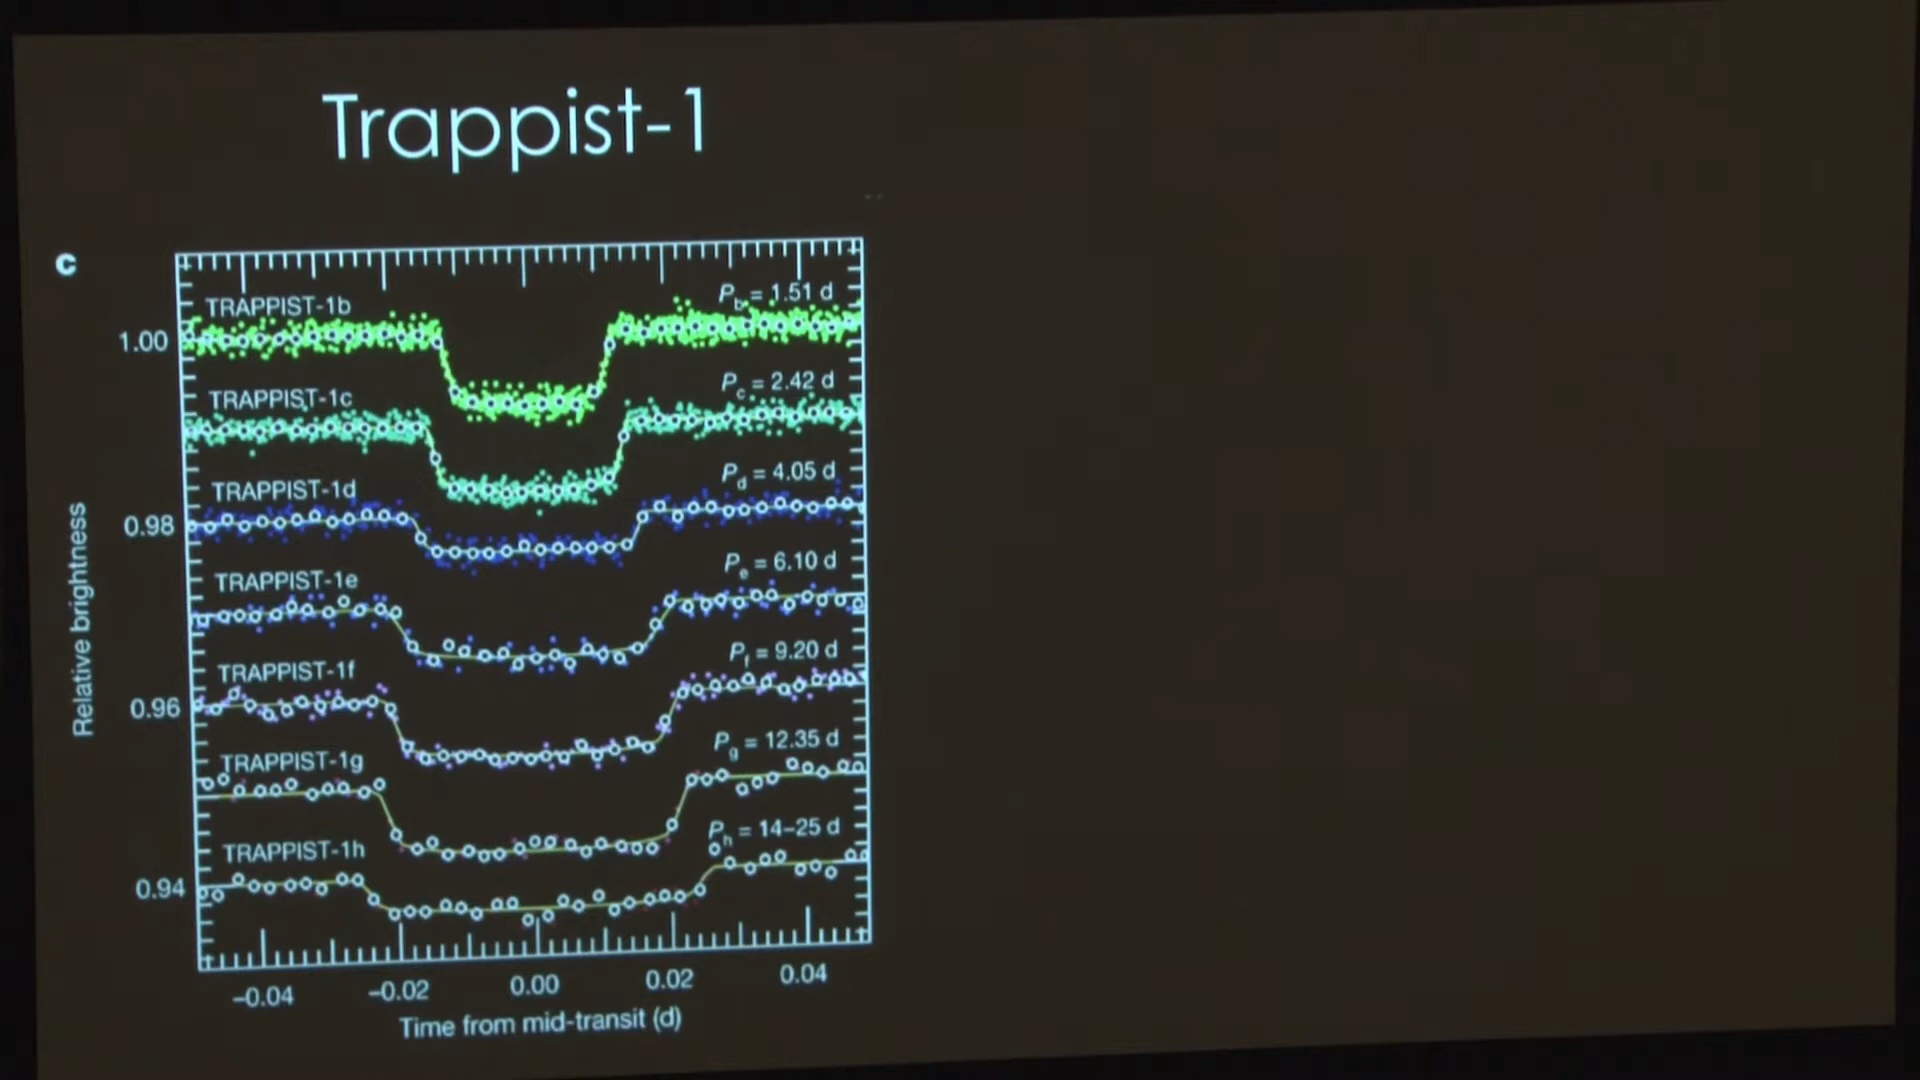 Trappist-1
c
TRAPPIST-1b
P_b = 1.51 d
1.00
TRAPPIST-1c
P_c = 2.42 d
TRAPPIST-1d
P_d = 4.05 d
0.98
TRAPPIST-1e
P_e = 6.10 d
TRAPPIST-1f
P_f = 9.20 d
0.96
TRAPPIST-1g
P_g = 12.35 d
TRAPPIST-1h
P_h = 14–25 d
0.94
Relative brightness
–0.04 –0.02 0.00 0.02 0.04
Time from mid-transit (d)